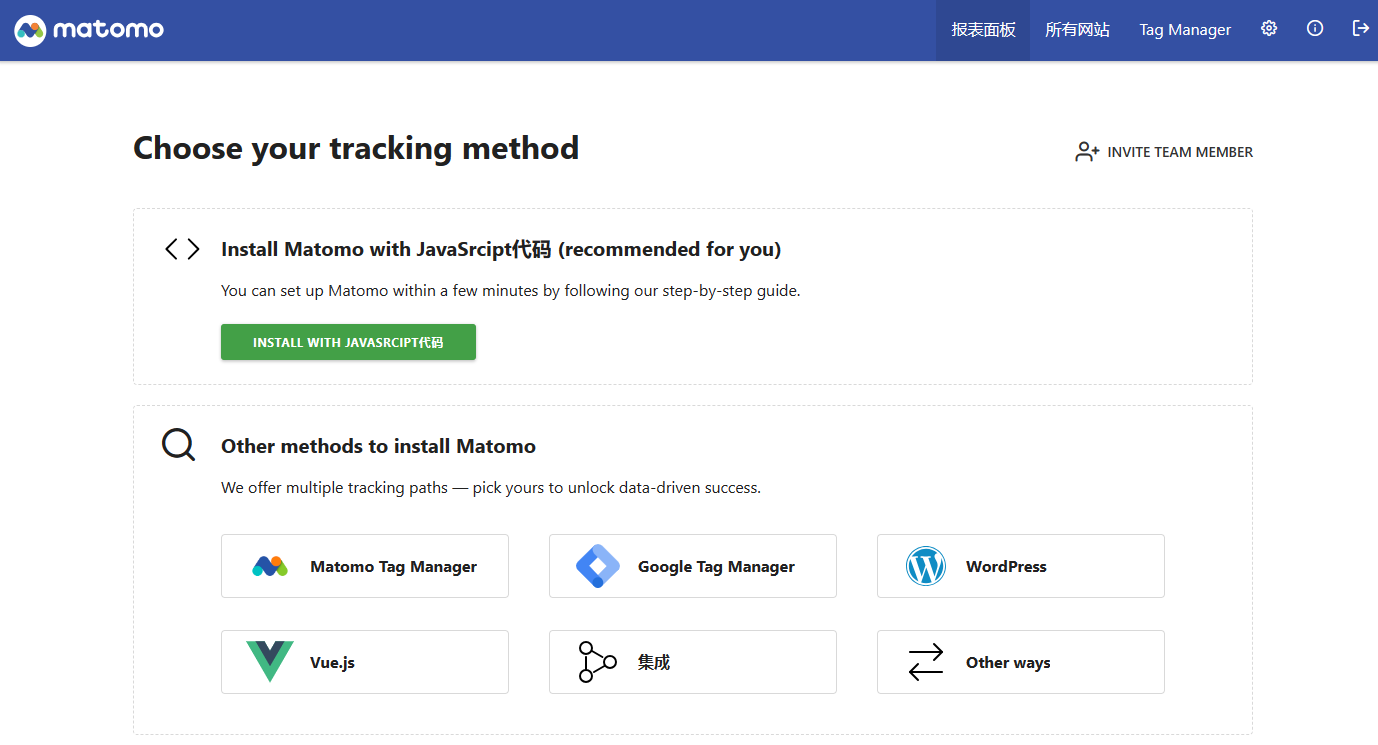 matomo
报表面板
所有网站
Tag Manager
Choose your tracking method
INVITE TEAM MEMBER
Install Matomo with JavaSrcipt代码 (recommended for you)
You can set up Matomo within a few minutes by following our step-by-step guide.
INSTALL WITH JAVASRCIPT代码
Other methods to install Matomo
We offer multiple tracking paths — pick yours to unlock data-driven success.
Matomo Tag Manager
Google Tag Manager
WordPress
Vue.js
集成
Other ways